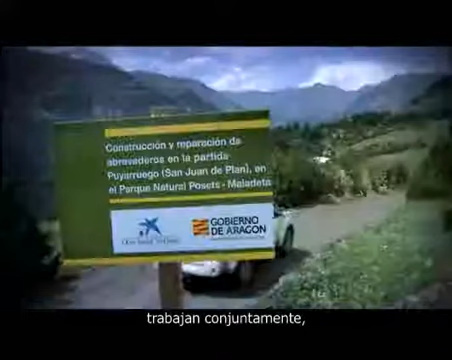 Construcción y reparación de
abrevaderos en la partida
Puyarruego (San Juan de Plan), en
el Parque Natural Posets - Maladeta
GOBIERNO
DE ARAGON
trabajan conjuntamente,